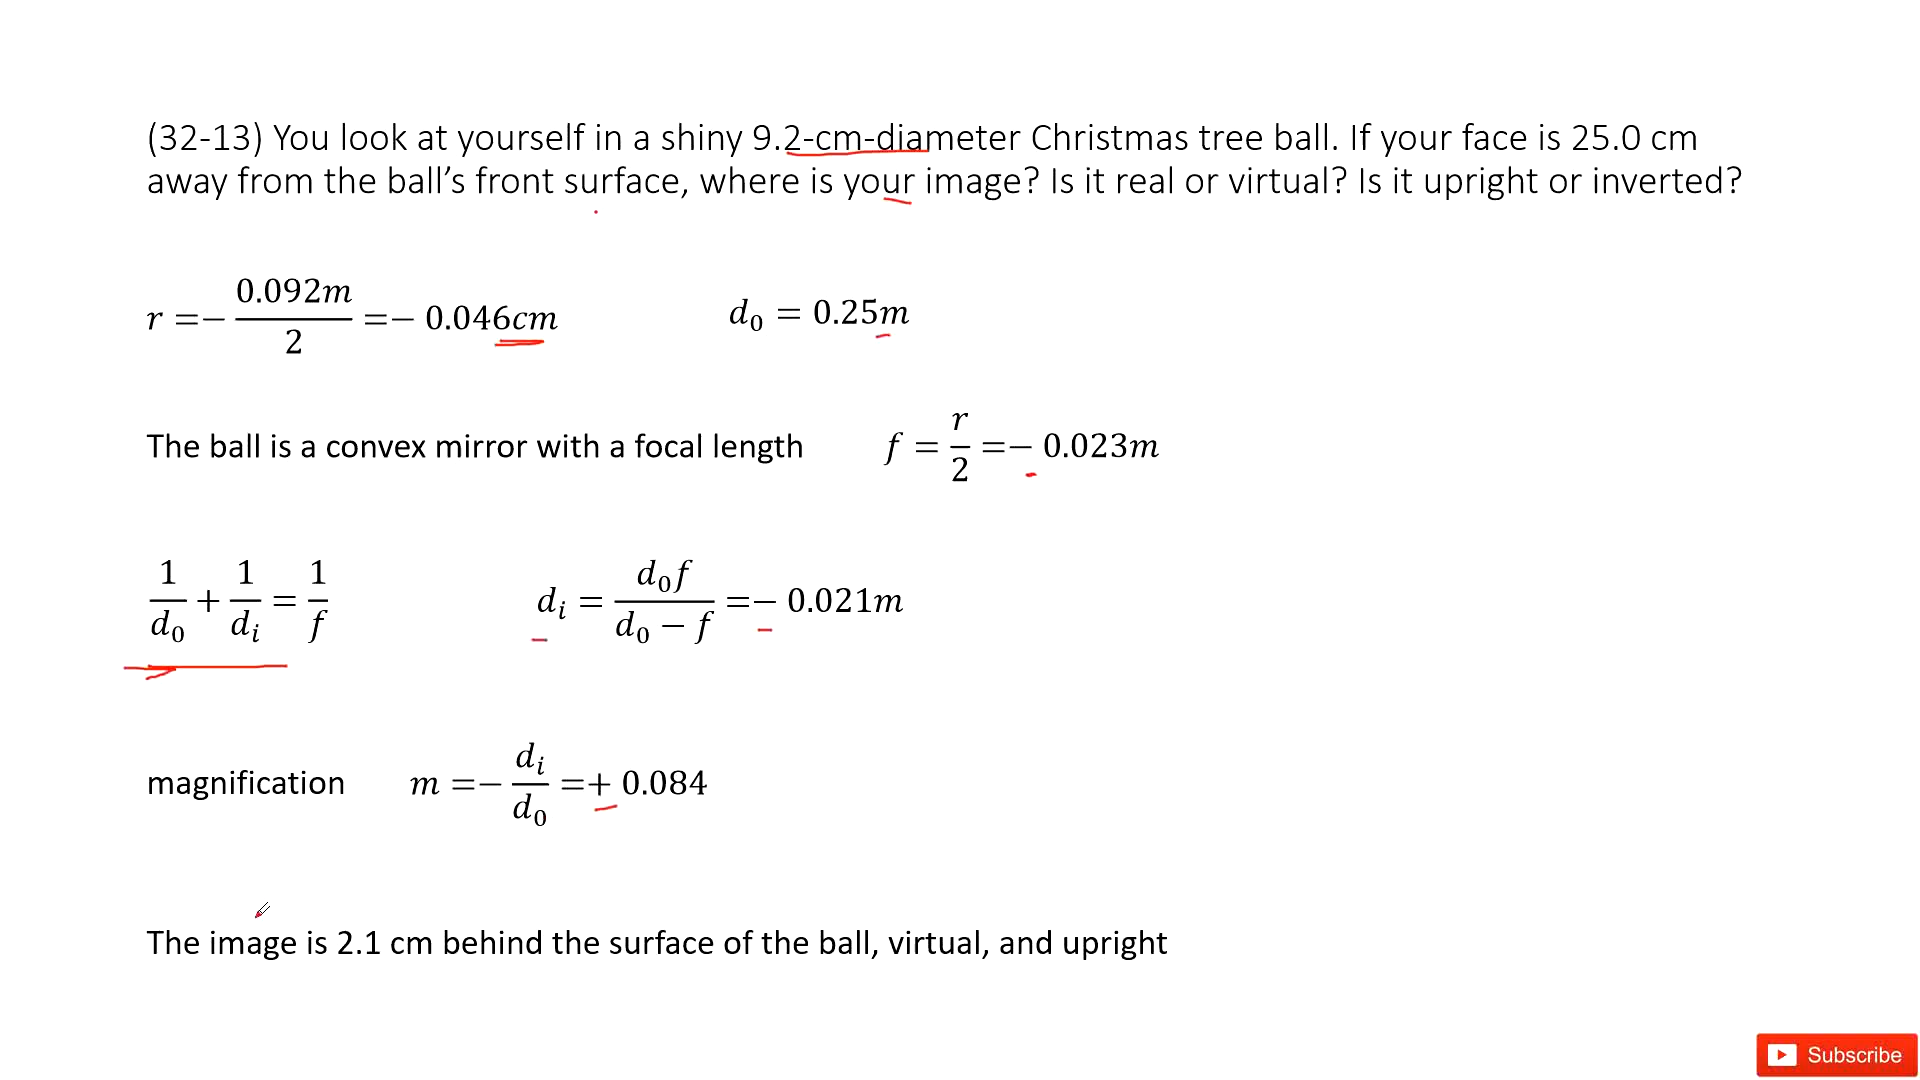 (32-13) You look at yourself in a shiny 9.2-cm-diameter Christmas tree ball. If your face is 25.0 cm
away from the ball’s front surface, where is your image? Is it real or virtual? Is it upright or inverted?
r =− 0.092m/2 =− 0.046cm d₀ = 0.25m
The ball is a convex mirror with a focal length f = r/2 =− 0.023m
1/d₀ + 1/dᵢ = 1/f dᵢ = d₀f/(d₀ − f) =− 0.021m
magnification m =− dᵢ/d₀ =+ 0.084
The image is 2.1 cm behind the surface of the ball, virtual, and upright
Subscribe